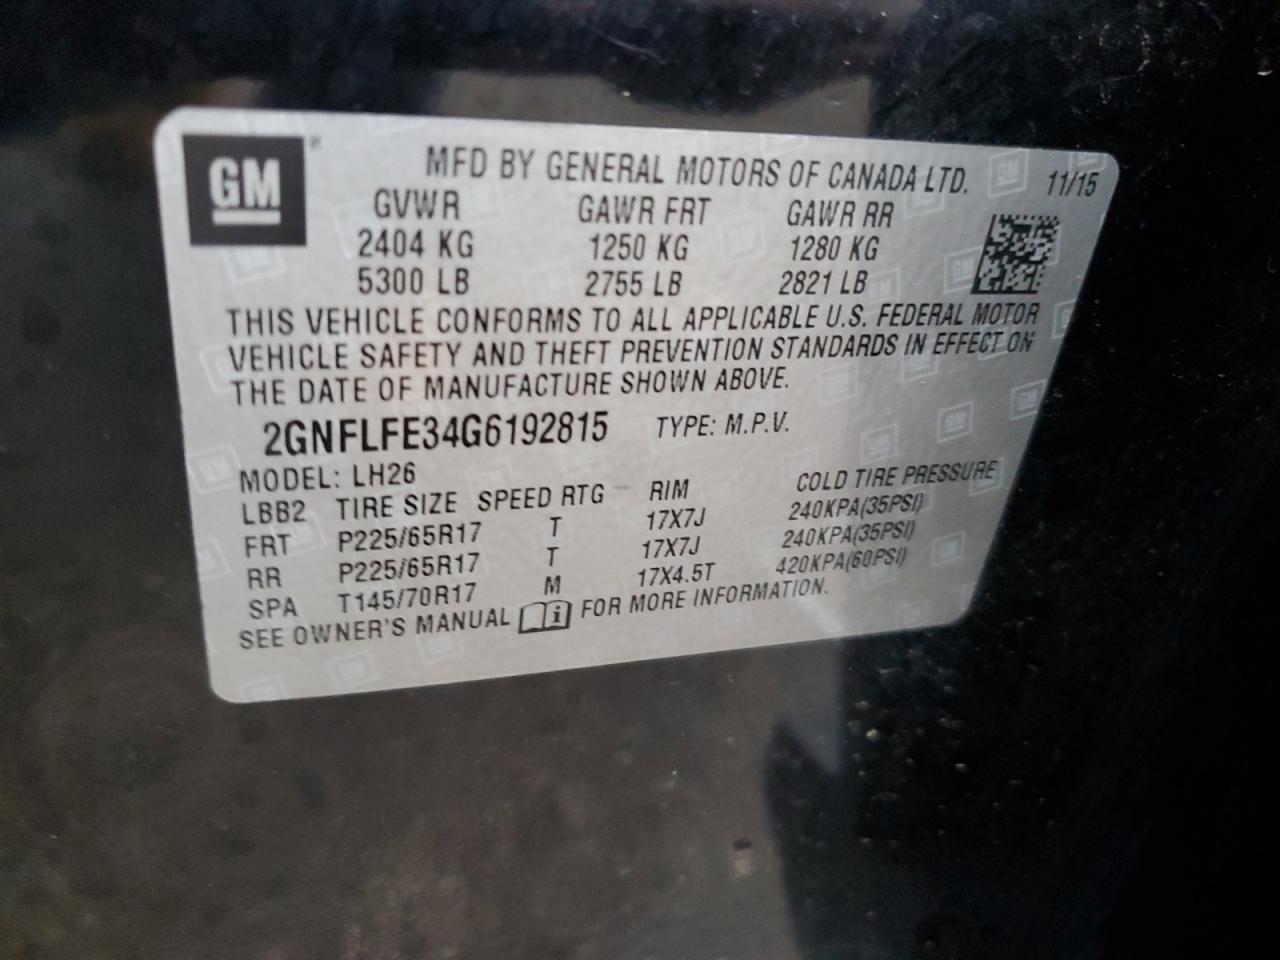 GM
MFD BY GENERAL MOTORS OF CANADA LTD. 11/15
GVWR GAWR FRT GAWR RR
2404 KG 1250 KG 1280 KG
5300 LB 2755 LB 2821 LB
THIS VEHICLE CONFORMS TO ALL APPLICABLE U.S. FEDERAL MOTOR
VEHICLE SAFETY AND THEFT PREVENTION STANDARDS IN EFFECT ON
THE DATE OF MANUFACTURE SHOWN ABOVE.
2GNFLFE34G6192815 TYPE: M.P.V.
MODEL: LH26
LBB2 TIRE SIZE SPEED RTG RIM COLD TIRE PRESSURE
FRT P225/65R17 T 17X7J 240KPA(35PSI)
RR P225/65R17 T 17X7J 240KPA(35PSI)
SPA T145/70R17 M 17X4.5T 420KPA(60PSI)
SEE OWNER'S MANUAL i FOR MORE INFORMATION.